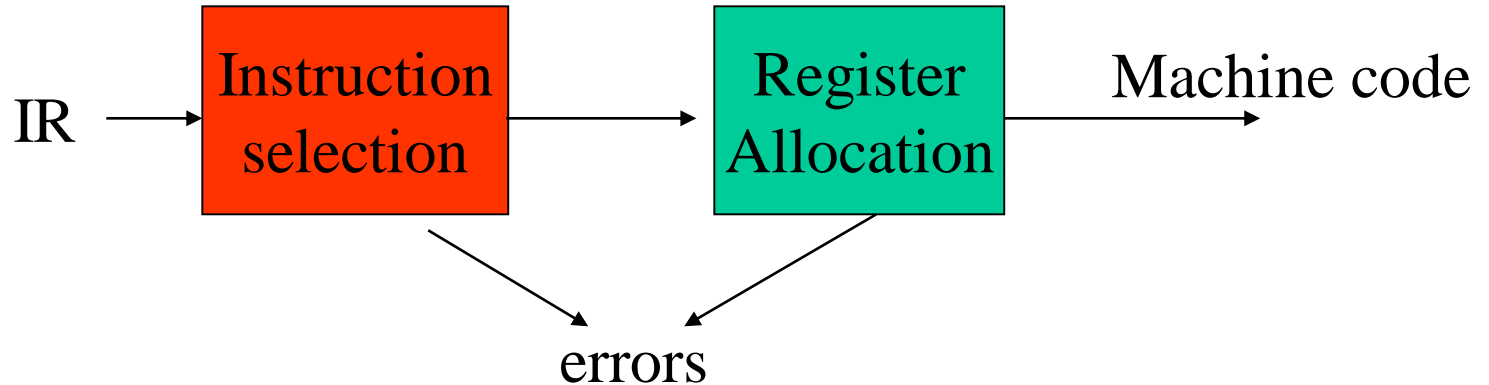 IR
Instruction
selection
Register
Allocation
Machine code
errors